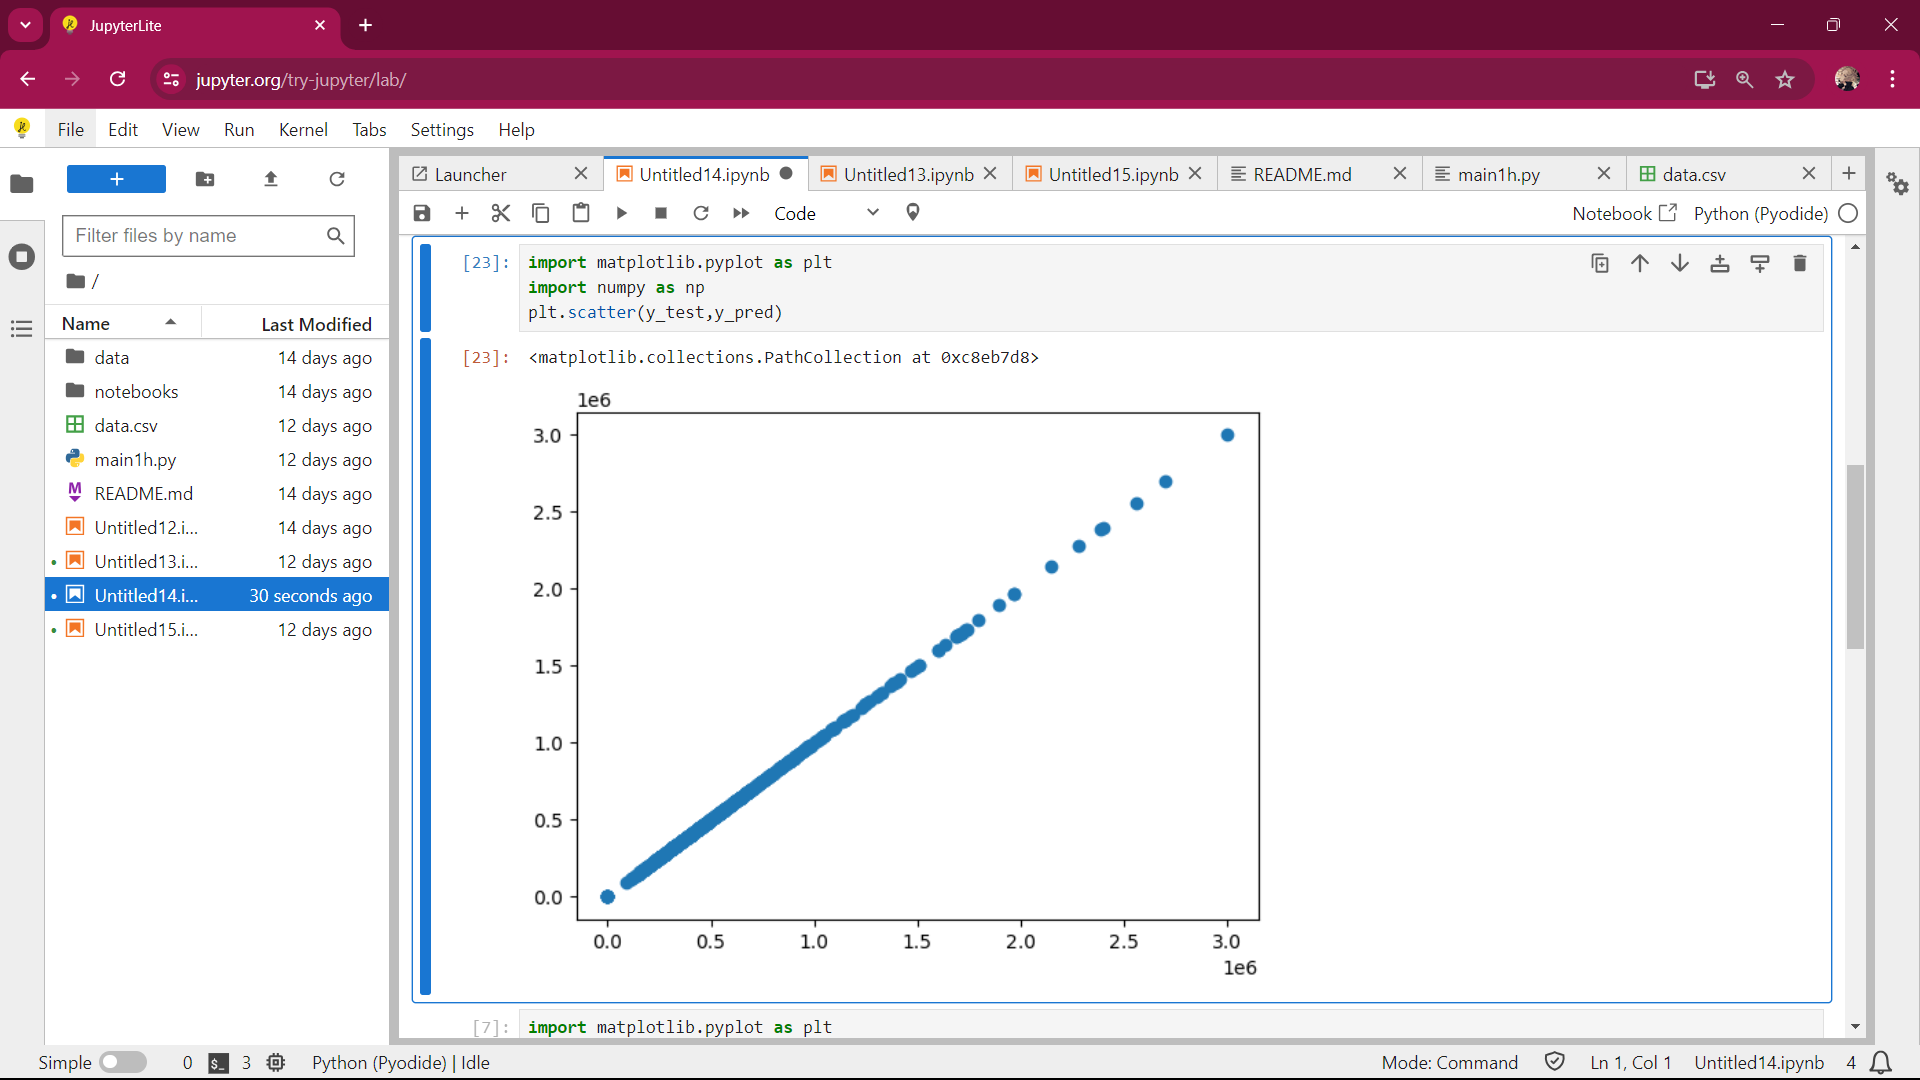 JupyterLite
jupyter.org/try-jupyter/lab/
File Edit View Run Kernel Tabs Settings Help
Launcher Untitled14.ipynb Untitled13.ipynb Untitled15.ipynb README.md main1h.py data.csv
Code Notebook Python (Pyodide)
Filter files by name
/
Name Last Modified
data 14 days ago
notebooks 14 days ago
data.csv 12 days ago
main1h.py 12 days ago
README.md 14 days ago
Untitled12.i... 14 days ago
Untitled13.i... 12 days ago
Untitled14.i... 30 seconds ago
Untitled15.i... 12 days ago
[23]: import matplotlib.pyplot as plt
import numpy as np
plt.scatter(y_test,y_pred)
[23]: <matplotlib.collections.PathCollection at 0xc8eb7d8>
1e6
3.0
2.5
2.0
1.5
1.0
0.5
0.0
0.0 0.5 1.0 1.5 2.0 2.5 3.0
1e6
[7]: import matplotlib.pyplot as plt
Simple 0 $_ 3 Python (Pyodide) | Idle Mode: Command Ln 1, Col 1 Untitled14.ipynb 4